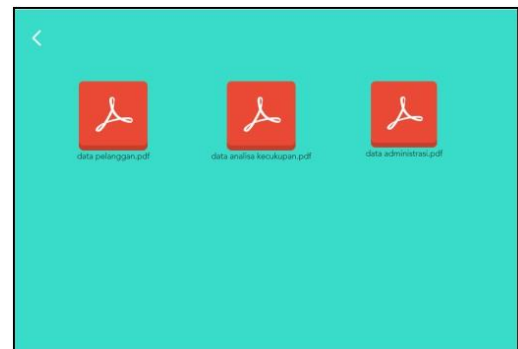 data pelanggan.pdf
data analisa kecukupan.pdf
data administrasi.pdf